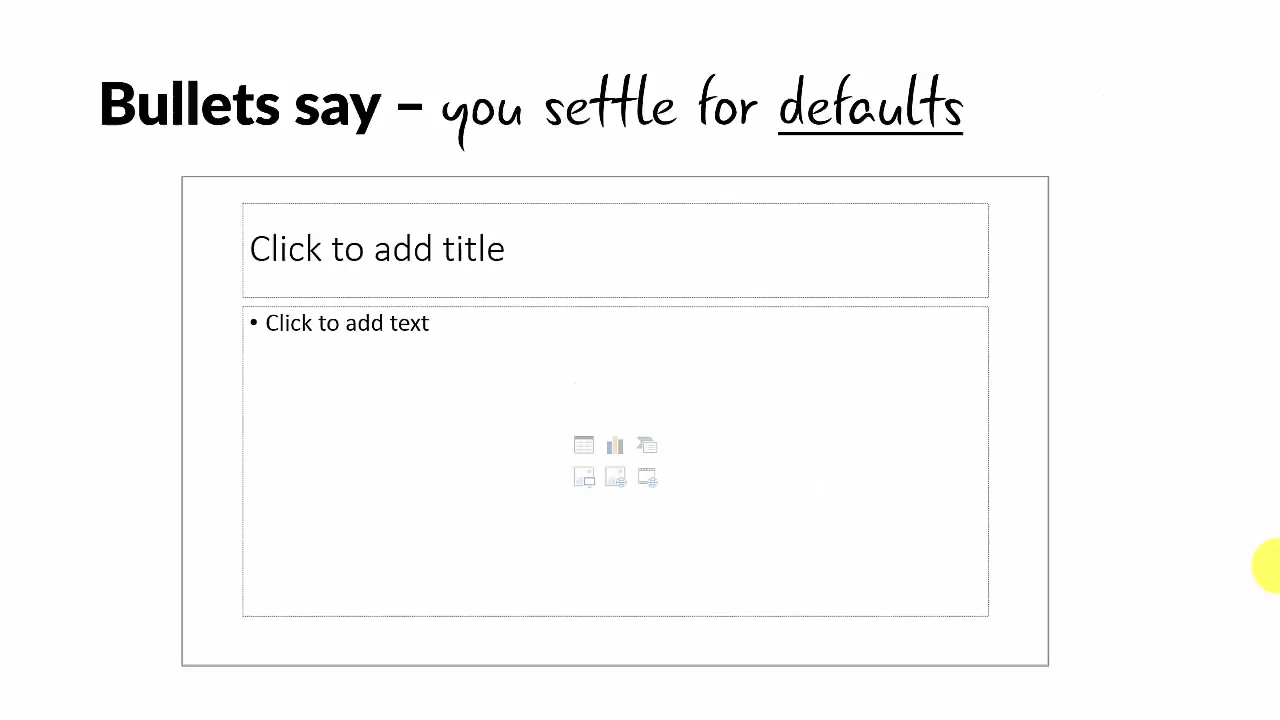 Bullets say – you settle for defaults
Click to add title
• Click to add text